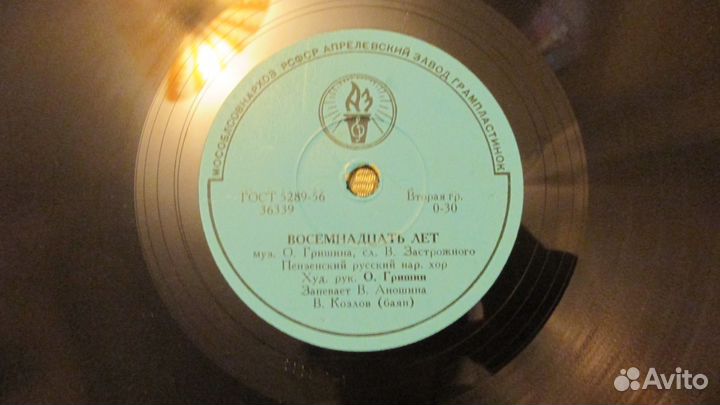 МОСОБЛСОВНАРХОЗ РСФСР АПРЕЛЕВСКИЙ ЗАВОД ГРАМПЛАСТИНОК
АЗ
ГОСТ 5289-56
36339
Вторая гр.
0-30
ВОСЕМНАДЦАТЬ ЛЕТ
муз. О. Гришина, сл. В. Застрожного
Пензенский русский нар. хор
Худ. рук. О. Гришин
Запевает В. Аношина
В. Козлов (баян)
Avito